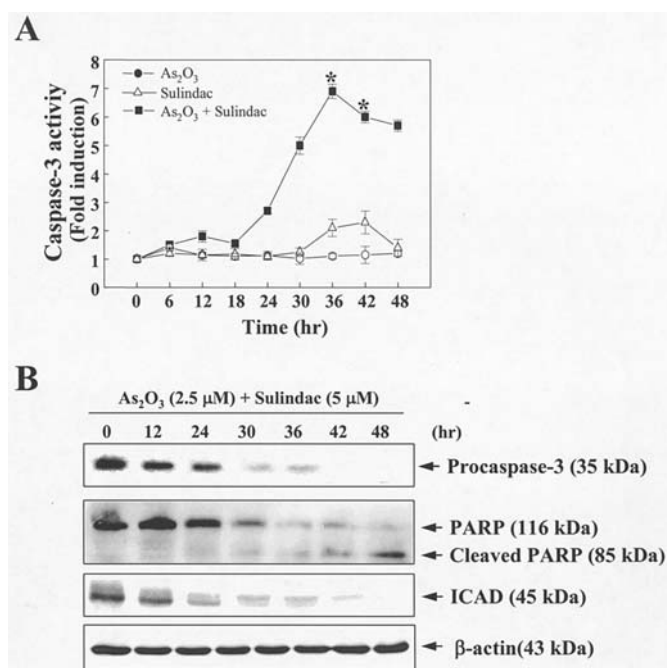 A
As₂O₃
Sulindac
As₂O₃ + Sulindac
* *
Caspase-3 activiy
(Fold induction)
8
7
6
5
4
3
2
1
0
0 6 12 18 24 30 36 42 48
Time (hr)
B
As₂O₃ (2.5 µM) + Sulindac (5 µM)
0 12 24 30 36 42 48 (hr)
Procaspase-3 (35 kDa)
PARP (116 kDa)
Cleaved PARP (85 kDa)
ICAD (45 kDa)
β-actin(43 kDa)